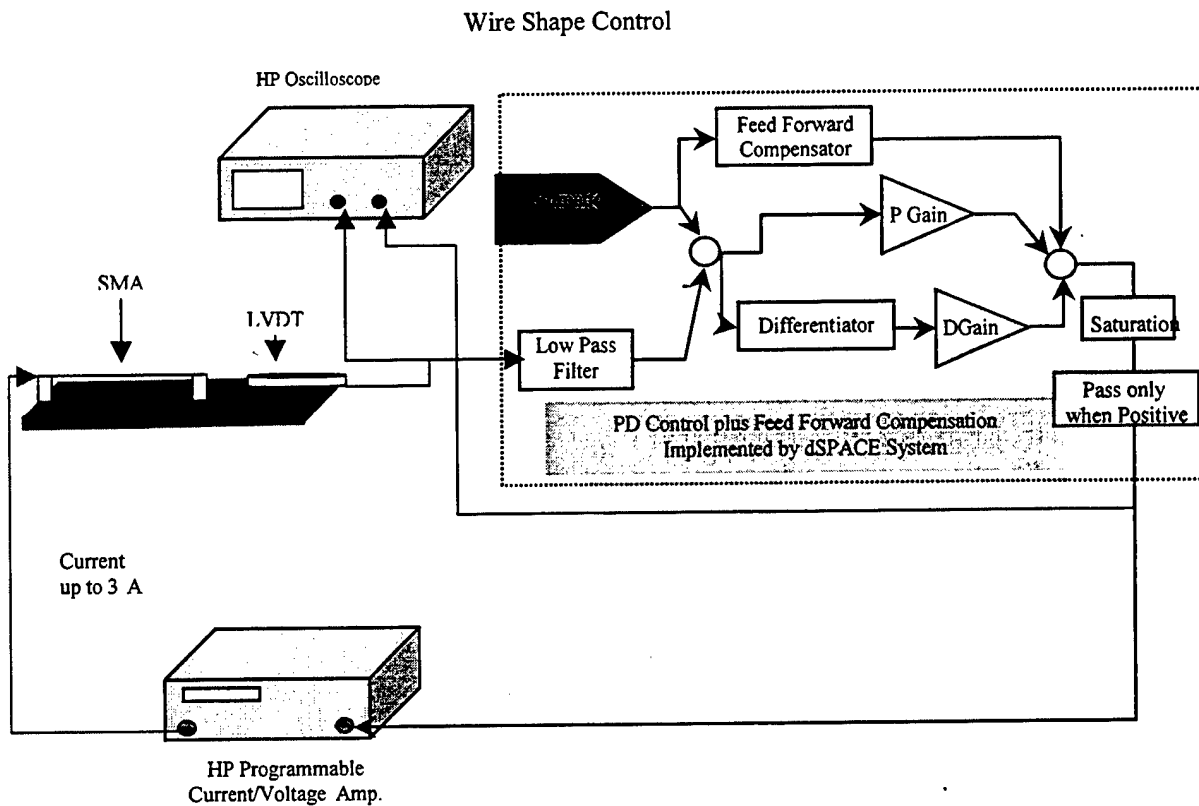 Wire Shape Control
HP Oscilloscope
Feed Forward
Compensator
P Gain
SMA
LVDT
Low Pass
Filter
Differentiator
DGain
Saturation
Pass only
when Positive
PD Control plus Feed Forward Compensation
Implemented by dSPACE System
Current
up to 3 A
HP Programmable
Current/Voltage Amp.